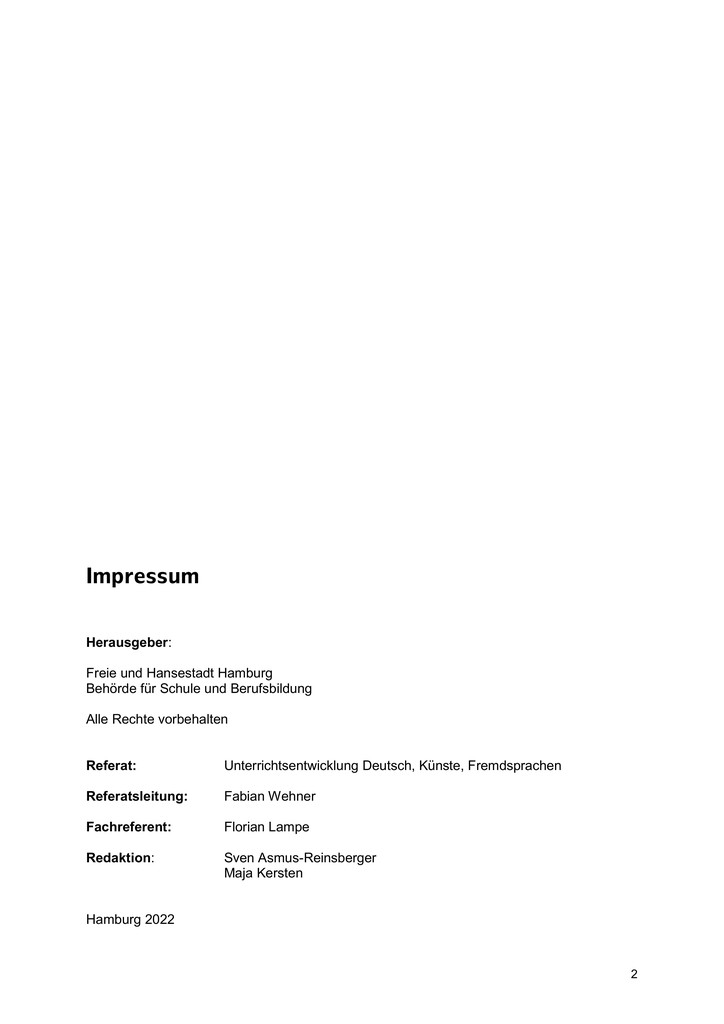 Impressum
Herausgeber:
Freie und Hansestadt Hamburg
Behörde für Schule und Berufsbildung
Alle Rechte vorbehalten
Referat: Unterrichtsentwicklung Deutsch, Künste, Fremdsprachen
Referatsleitung: Fabian Wehner
Fachreferent: Florian Lampe
Redaktion: Sven Asmus-Reinsberger
Maja Kersten
Hamburg 2022
2